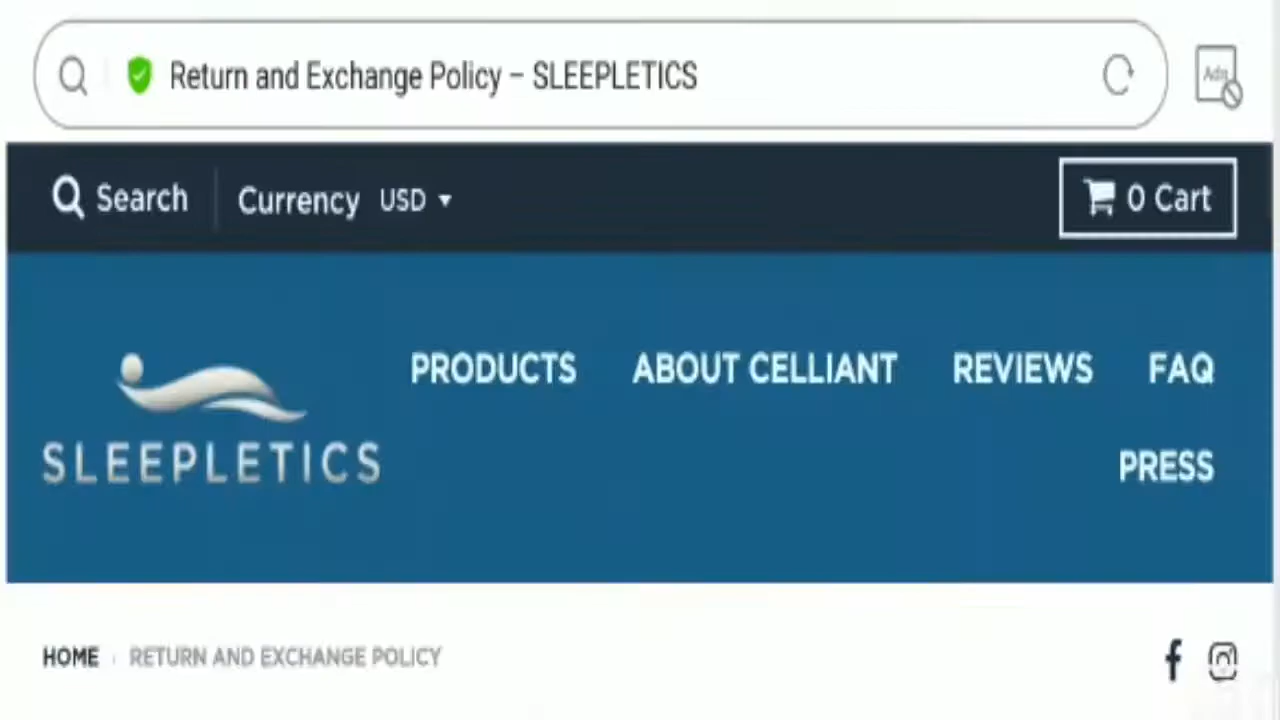 Return and Exchange Policy – SLEEPLETICS
Ads
Search Currency USD 0 Cart
PRODUCTS ABOUT CELLIANT REVIEWS FAQ
SLEEPLETICS PRESS
HOME RETURN AND EXCHANGE POLICY